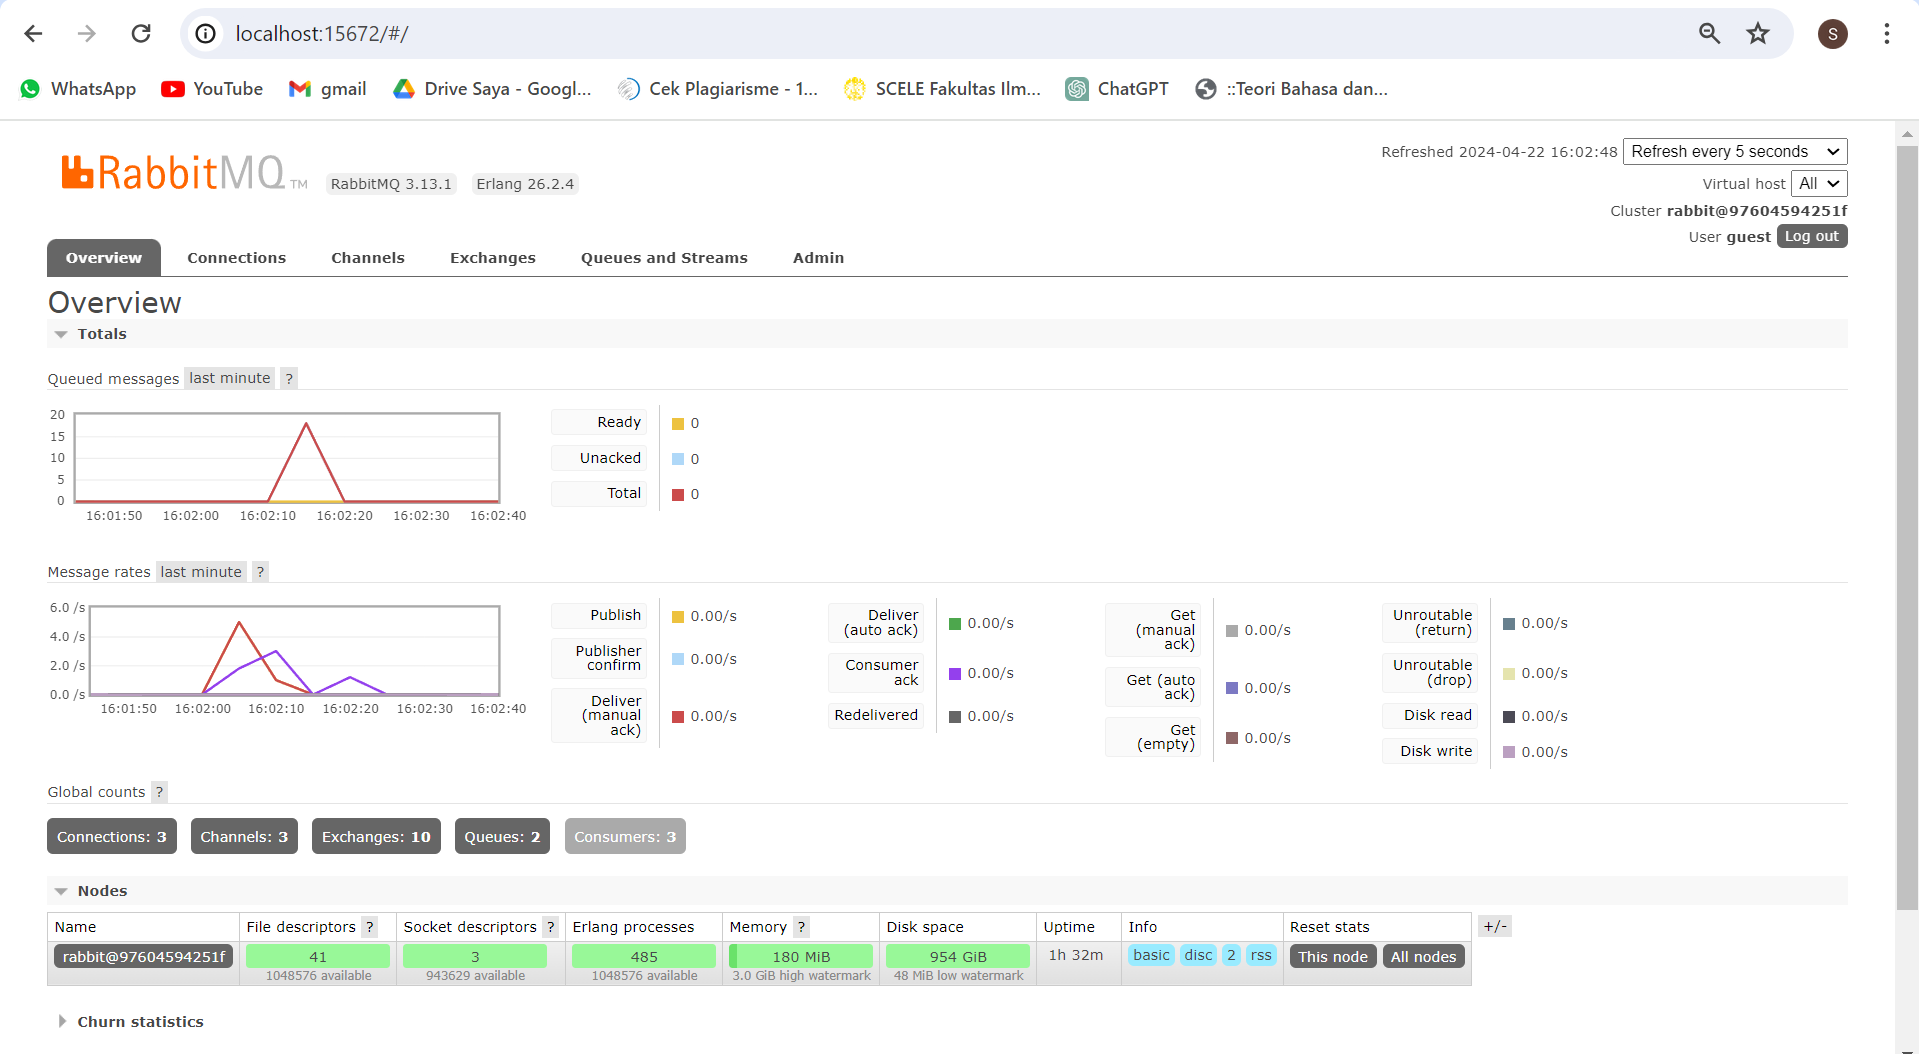 localhost:15672/#/
S
WhatsApp YouTube gmail Drive Saya - Googl... Cek Plagiarisme - 1... SCELE Fakultas Ilm... ChatGPT ::Teori Bahasa dan...
RabbitMQ TM RabbitMQ 3.13.1 Erlang 26.2.4
Refreshed 2024-04-22 16:02:48 Refresh every 5 seconds
Virtual host All
Cluster rabbit@97604594251f
User guest Log out
Overview Connections Channels Exchanges Queues and Streams Admin
Overview
Totals
Queued messages last minute ?
20
15
10
5
0
16:01:50 16:02:00 16:02:10 16:02:20 16:02:30 16:02:40
Ready 0
Unacked 0
Total 0
Message rates last minute ?
6.0 /s
4.0 /s
2.0 /s
0.0 /s
16:01:50 16:02:00 16:02:10 16:02:20 16:02:30 16:02:40
Publish 0.00/s
Publisher
confirm 0.00/s
Deliver
(manual
ack) 0.00/s
Deliver
(auto ack) 0.00/s
Consumer
ack 0.00/s
Redelivered 0.00/s
Get
(manual
ack) 0.00/s
Get (auto
ack) 0.00/s
Get
(empty) 0.00/s
Unroutable
(return) 0.00/s
Unroutable
(drop) 0.00/s
Disk read 0.00/s
Disk write 0.00/s
Global counts ?
Connections: 3 Channels: 3 Exchanges: 10 Queues: 2 Consumers: 3
Nodes
Name File descriptors ? Socket descriptors ? Erlang processes Memory ? Disk space Uptime Info Reset stats +/-
rabbit@97604594251f 41 3 485 180 MiB 954 GiB 1h 32m basic disc 2 rss This node All nodes
1048576 available 943629 available 1048576 available 3.0 GiB high watermark 48 MiB low watermark
Churn statistics